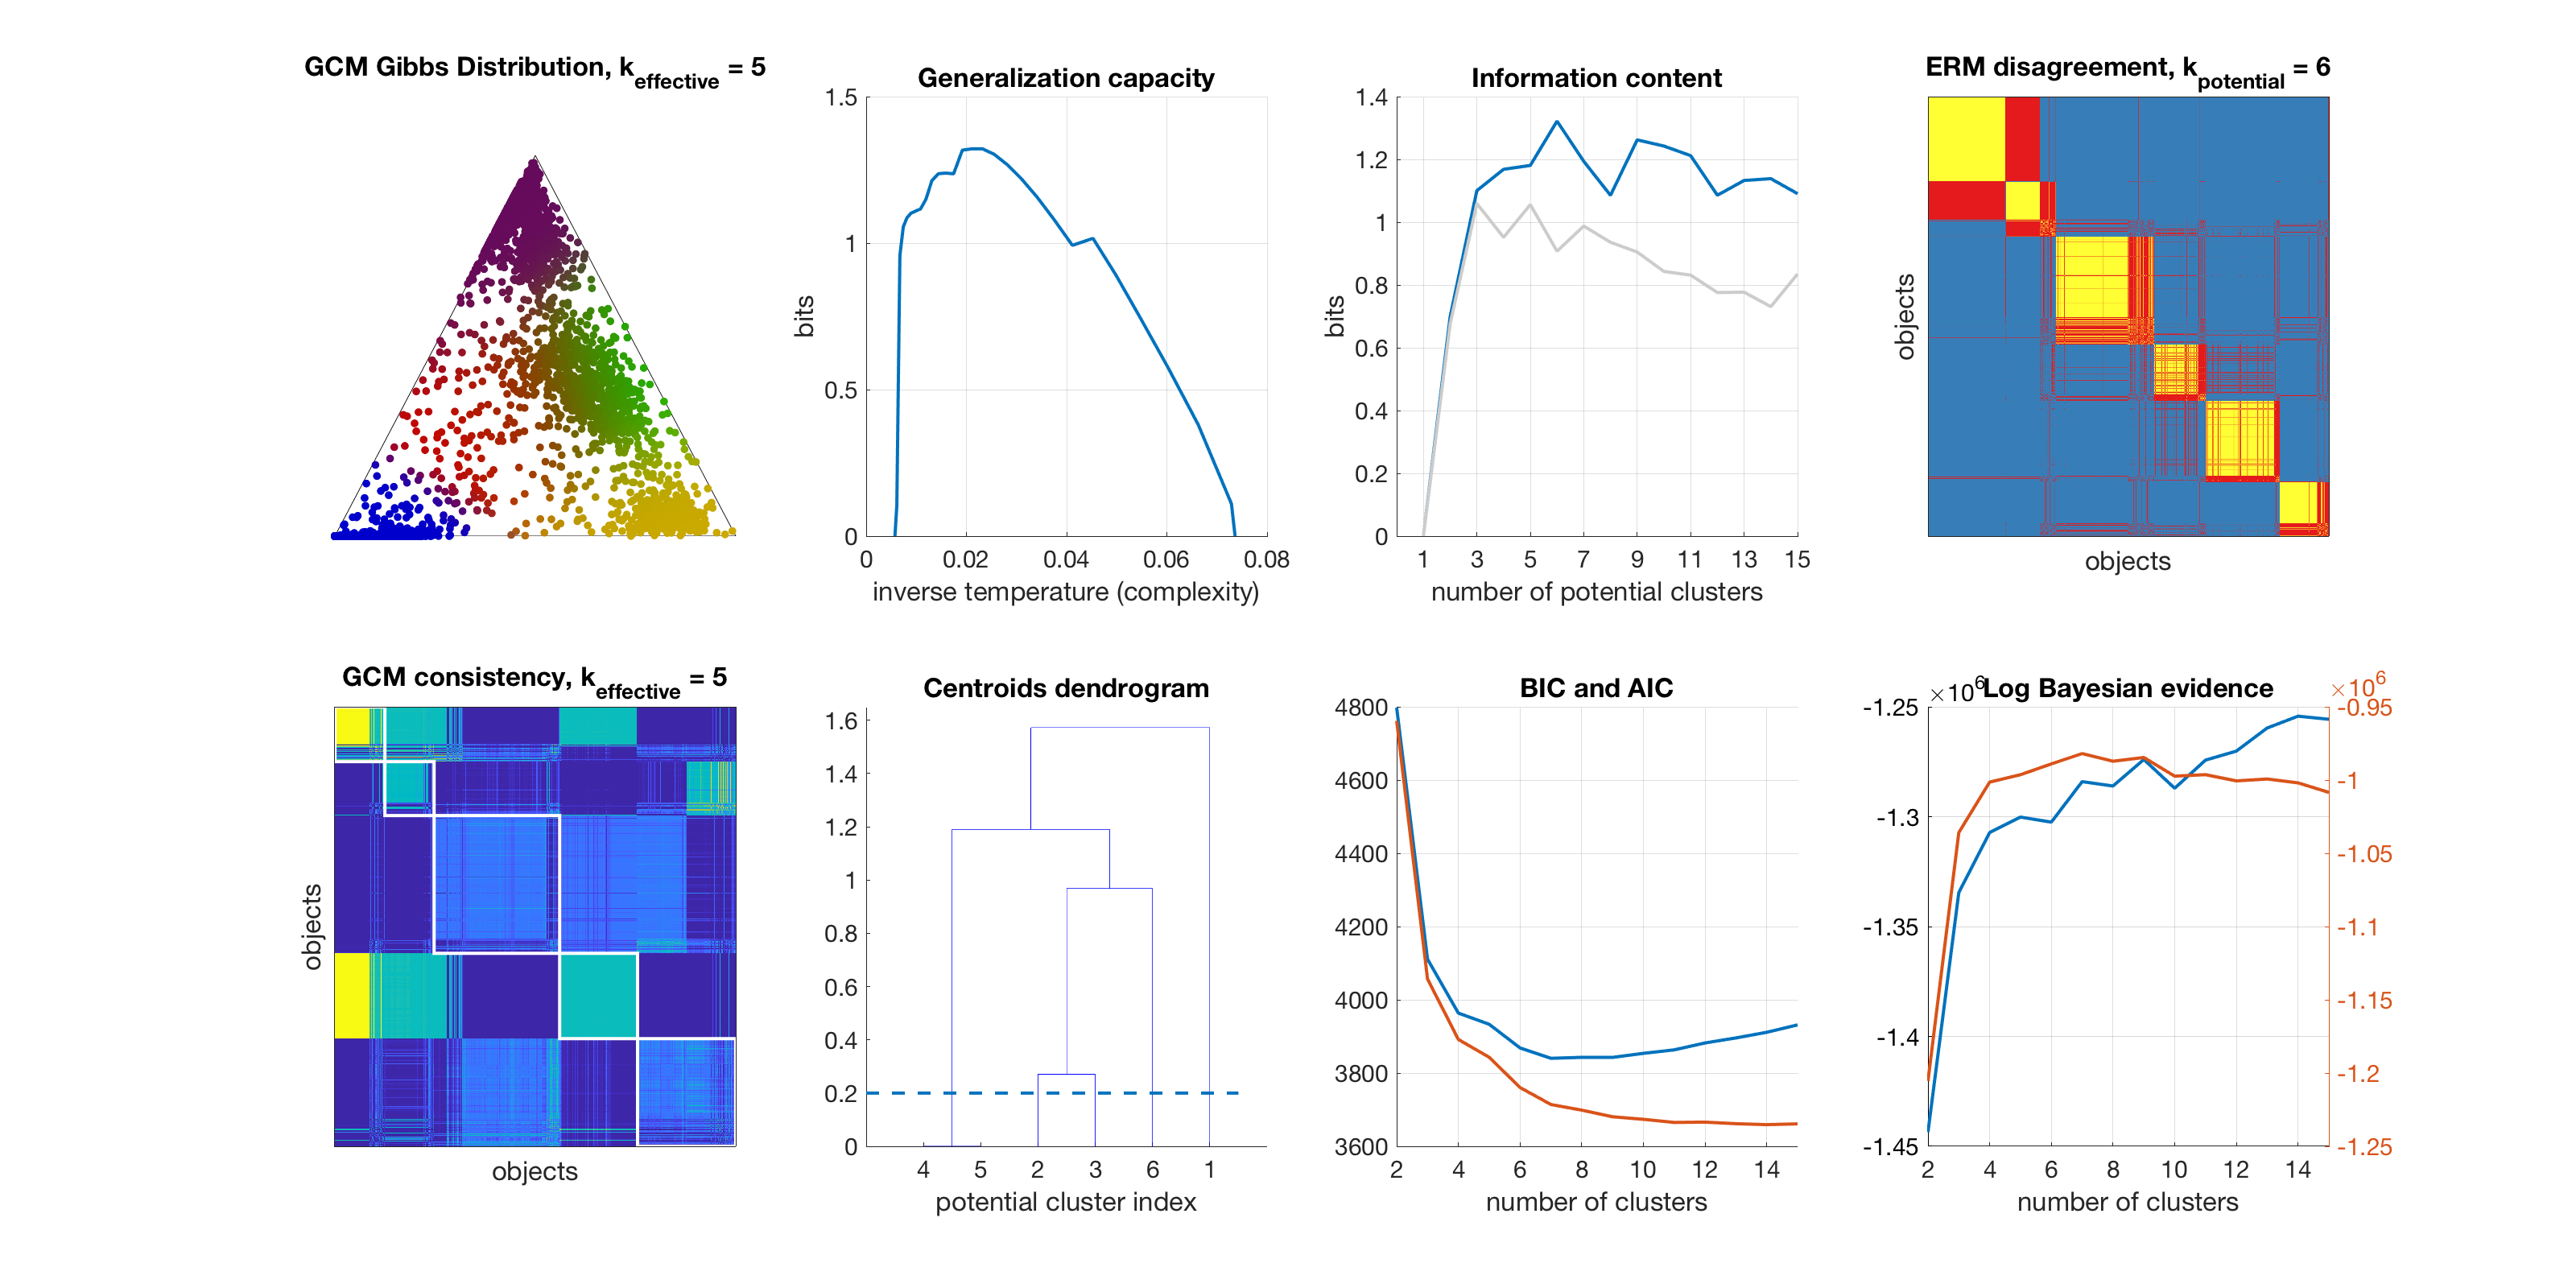 GCM Gibbs Distribution, k_effective = 5
Generalization capacity
1.5
1
0.5
0
bits
0 0.02 0.04 0.06 0.08
inverse temperature (complexity)
Information content
1.4
1.2
1
0.8
0.6
0.4
0.2
0
bits
1 3 5 7 9 11 13 15
number of potential clusters
ERM disagreement, k_potential = 6
objects
objects
GCM consistency, k_effective = 5
objects
objects
Centroids dendrogram
1.6
1.4
1.2
1
0.8
0.6
0.4
0.2
0
4 5 2 3 6 1
potential cluster index
BIC and AIC
4800
4600
4400
4200
4000
3800
3600
2 4 6 8 10 12 14
number of clusters
×10^6
Log Bayesian evidence
×10^6
-1.25
-1.3
-1.35
-1.4
-1.45
-0.95
-1
-1.05
-1.1
-1.15
-1.2
-1.25
2 4 6 8 10 12 14
number of clusters